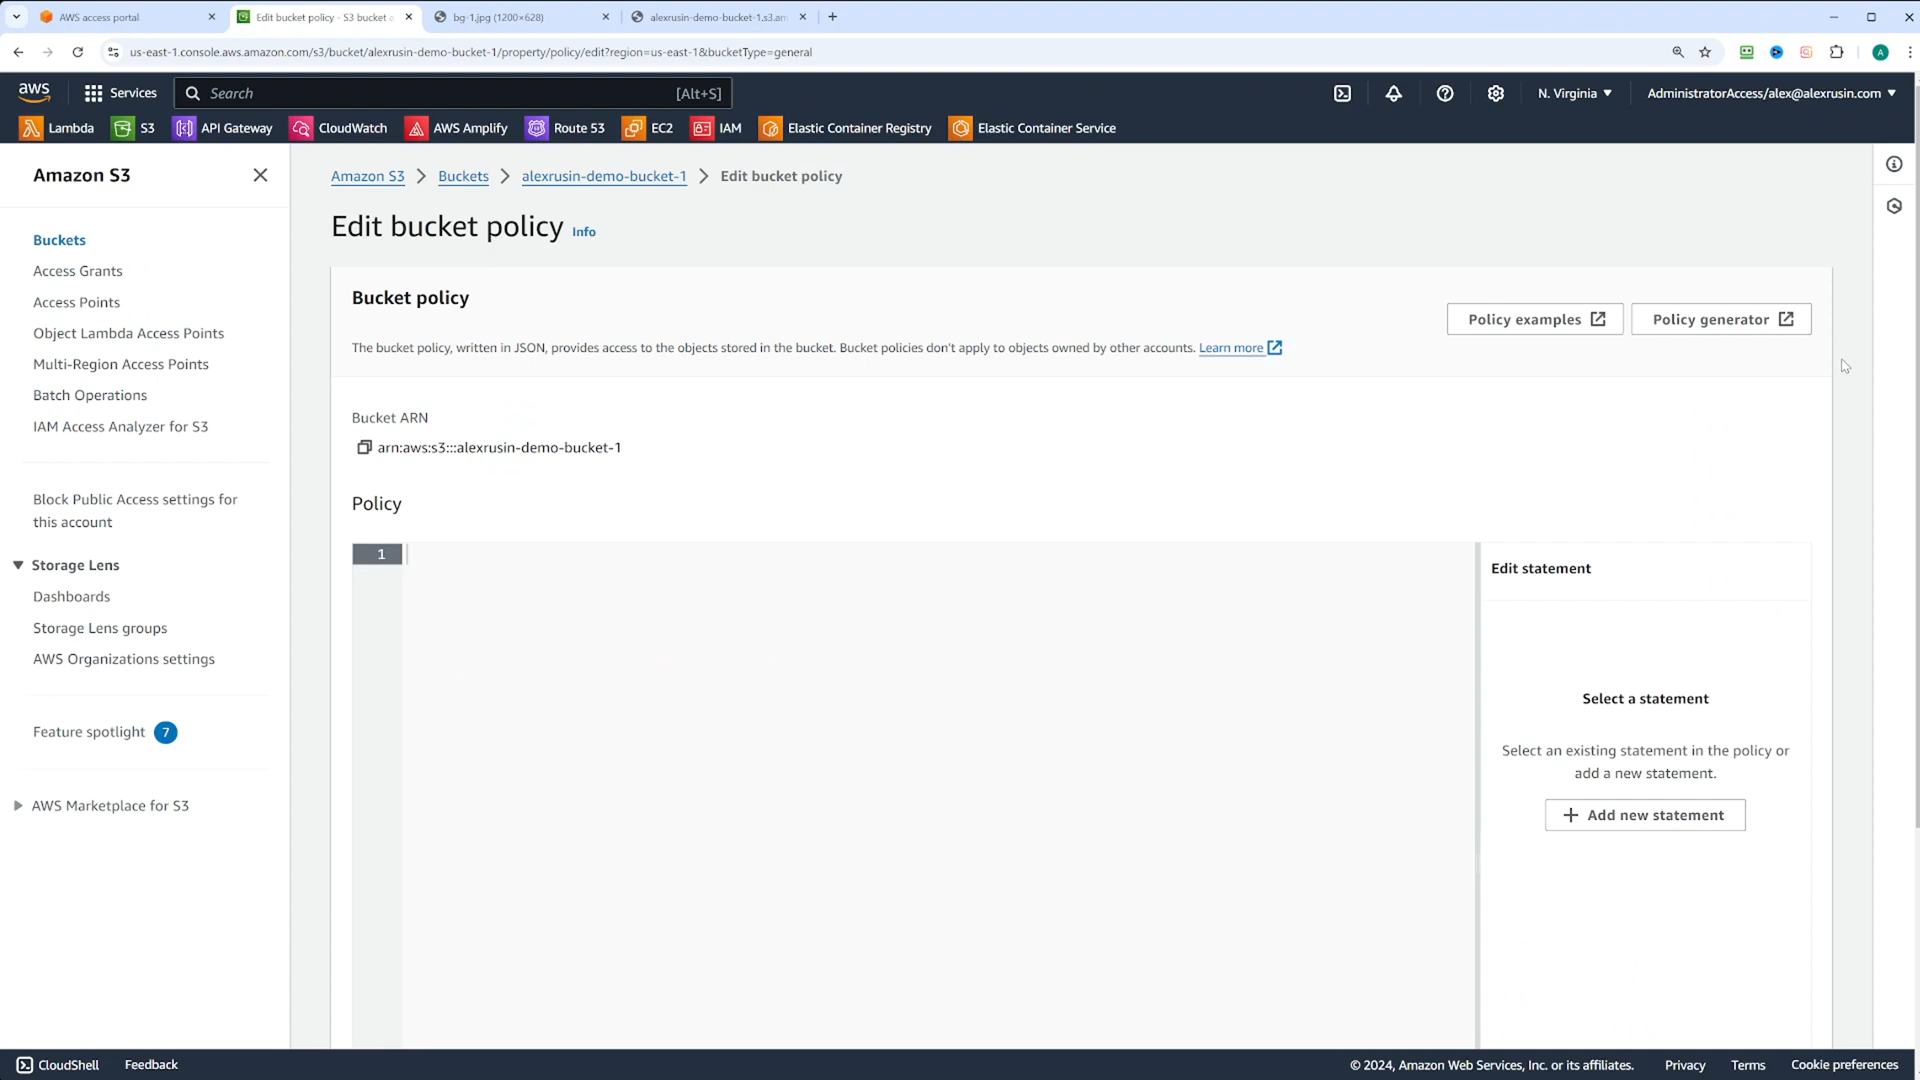 AWS access portal
Edit bucket policy - S3 bucket a
bg-1.jpg (1200×628)
alexrusin-demo-bucket-1.s3.am
us-east-1.console.aws.amazon.com/s3/bucket/alexrusin-demo-bucket-1/property/policy/edit?region=us-east-1&bucketType=general
A
aws
Services
Search
[Alt+S]
N. Virginia
AdministratorAccess/alex@alexrusin.com
Lambda
S3
API Gateway
CloudWatch
AWS Amplify
Route 53
EC2
IAM
Elastic Container Registry
Elastic Container Service
Amazon S3
Buckets
Access Grants
Access Points
Object Lambda Access Points
Multi-Region Access Points
Batch Operations
IAM Access Analyzer for S3
Block Public Access settings for
this account
Storage Lens
Dashboards
Storage Lens groups
AWS Organizations settings
Feature spotlight 7
AWS Marketplace for S3
Amazon S3 > Buckets > alexrusin-demo-bucket-1 > Edit bucket policy
Edit bucket policy Info
Bucket policy
Policy examples
Policy generator
The bucket policy, written in JSON, provides access to the objects stored in the bucket. Bucket policies don't apply to objects owned by other accounts. Learn more
Bucket ARN
arn:aws:s3:::alexrusin-demo-bucket-1
Policy
1
Edit statement
Select a statement
Select an existing statement in the policy or
add a new statement.
Add new statement
CloudShell
Feedback
© 2024, Amazon Web Services, Inc. or its affiliates.
Privacy
Terms
Cookie preferences